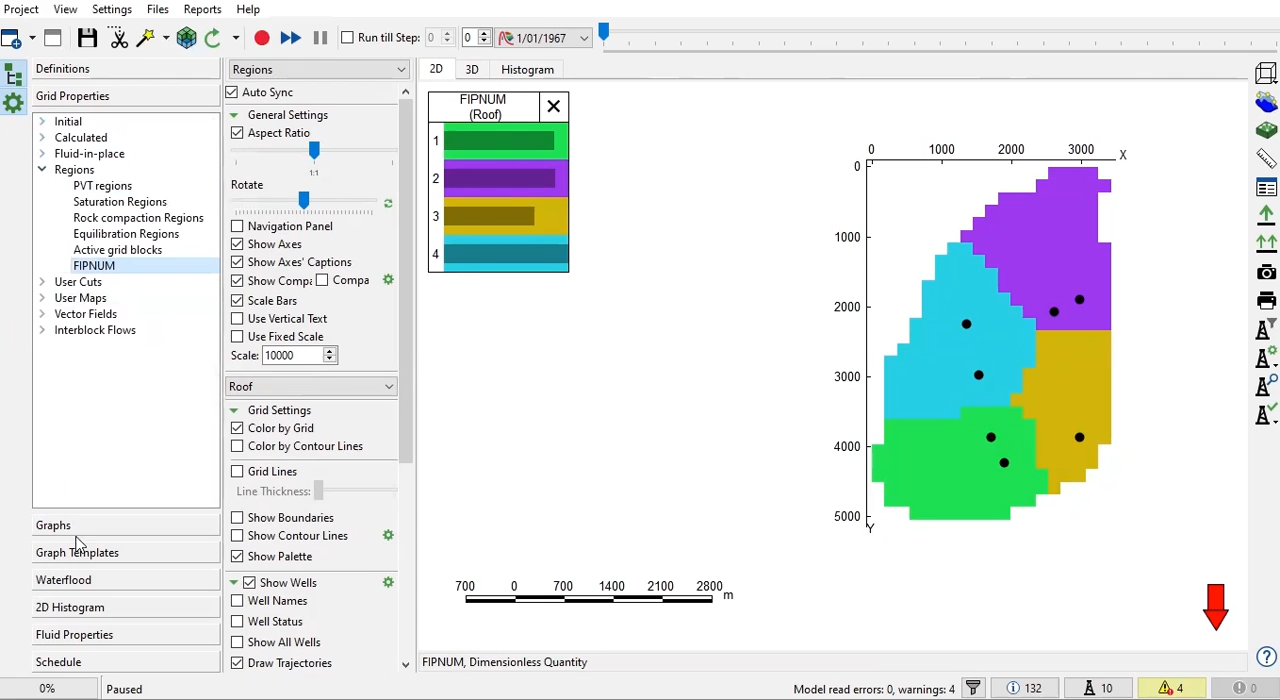 Project View Settings Files Reports Help
Run till Step: 0 0 1/01/1967
Definitions
Grid Properties
Initial
Calculated
Fluid-in-place
Regions
PVT regions
Saturation Regions
Rock compaction Regions
Equilibration Regions
Active grid blocks
FIPNUM
User Cuts
User Maps
Vector Fields
Interblock Flows
Graphs
Graph Templates
Waterflood
2D Histogram
Fluid Properties
Schedule
Regions
Auto Sync
General Settings
Aspect Ratio
1:1
Rotate
Navigation Panel
Show Axes
Show Axes' Captions
Show Compa Compa
Scale Bars
Use Vertical Text
Use Fixed Scale
Scale: 10000
Roof
Grid Settings
Color by Grid
Color by Contour Lines
Grid Lines
Line Thickness:
Show Boundaries
Show Contour Lines
Show Palette
Show Wells
Well Names
Well Status
Show All Wells
Draw Trajectories
2D 3D Histogram
FIPNUM
(Roof)
1
2
3
4
0 1000 2000 3000 X
0
1000
2000
3000
4000
5000
Y
700 0 700 1400 2100 2800 m
FIPNUM, Dimensionless Quantity
0% Paused Model read errors: 0, warnings: 4 132 10 4 0